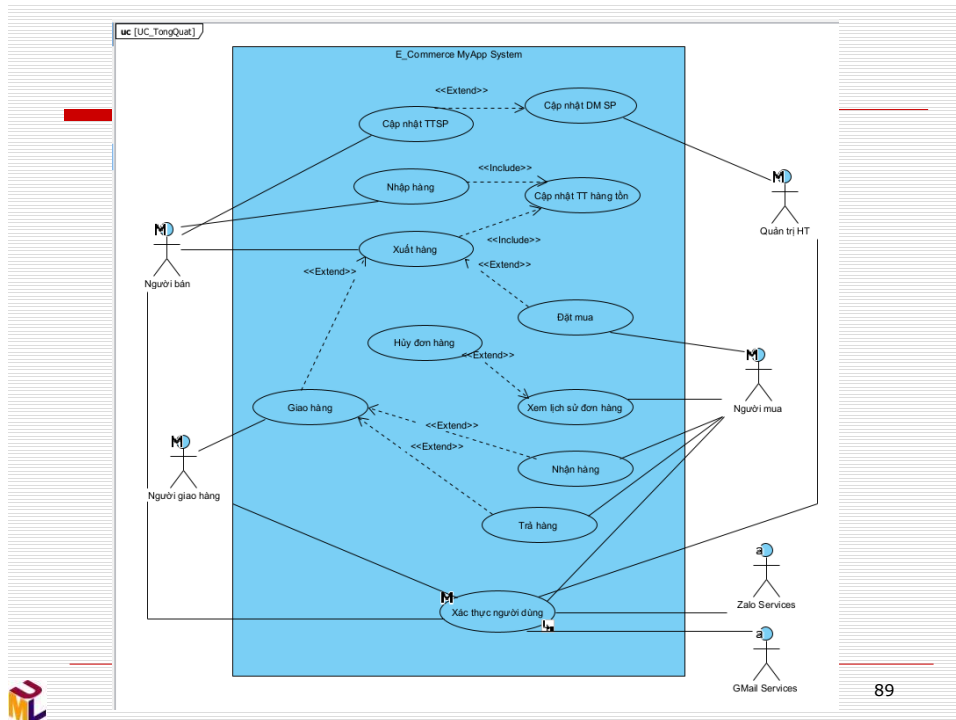 uc [UC_TongQuat]
E_Commerce MyApp System
<<Extend>>
Cập nhật DM SP
Cập nhật TTSP
<<Include>>
Nhập hàng
Cập nhật TT hàng tồn
Quản trị HT
<<Include>>
Xuất hàng
<<Extend>>
<<Extend>>
Người bán
Đặt mua
Hủy đơn hàng
<<Extend>>
Giao hàng
Xem lịch sử đơn hàng
Người mua
<<Extend>>
<<Extend>>
Nhận hàng
Người giao hàng
Trả hàng
Zalo Services
Xác thực người dùng
GMail Services
89
UML